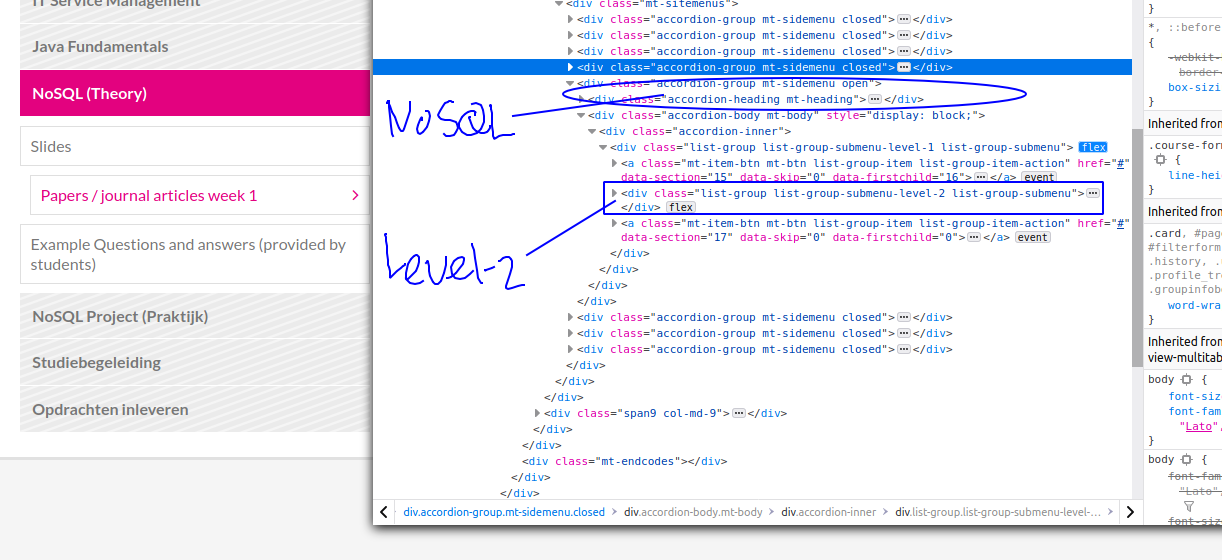 IT Service Management
Java Fundamentals
NoSQL (Theory)
Slides
Papers / journal articles week 1
Example Questions and answers (provided by
students)
NoSQL Project (Praktijk)
Studiebegeleiding
Opdrachten inleveren
NoSQL
Level-2
<div class="mt-sitemenus">
<div class="accordion-group mt-sidemenu closed">⋯</div>
<div class="accordion-group mt-sidemenu closed">⋯</div>
<div class="accordion-group mt-sidemenu closed">⋯</div>
<div class="accordion-group mt-sidemenu closed">⋯</div>
<div class="accordion-group mt-sidemenu open">
<div class="accordion-heading mt-heading">⋯</div>
<div class="accordion-body mt-body" style="display: block;">
<div class="accordion-inner">
<div class="list-group list-group-submenu-level-1 list-group-submenu"> flex
<a class="mt-item-btn mt-btn list-group-item list-group-item-action" href="#"
data-section="15" data-skip="0" data-firstchild="16">⋯</a> event
<div class="list-group list-group-submenu-level-2 list-group-submenu">⋯
</div> flex
<a class="mt-item-btn mt-btn list-group-item list-group-item-action" href="#"
data-section="17" data-skip="0" data-firstchild="0">⋯</a> event
</div>
</div>
</div>
</div>
<div class="accordion-group mt-sidemenu closed">⋯</div>
<div class="accordion-group mt-sidemenu closed">⋯</div>
<div class="accordion-group mt-sidemenu closed">⋯</div>
</div>
</div>
</div>
<div class="span9 col-md-9">⋯</div>
</div>
</div>
<div class="mt-endcodes"></div>
</div>
</div>
div.accordion-group.mt-sidemenu.closed > div.accordion-body.mt-body > div.accordion-inner > div.list-group.list-group-submenu-level-…
}
*, ::before
{
-webkit-
border-
box-sizi
}
Inherited from
.course-for
{
line-hei
}
Inherited from
.card, #pag
#filterform
.history, .
.profile_tr
.groupinfob
word-wra
}
Inherited from
view-multitab
body {
font-siz
font-fam
"Lato",
}
body {
font-fam
"Lato",
font-siz